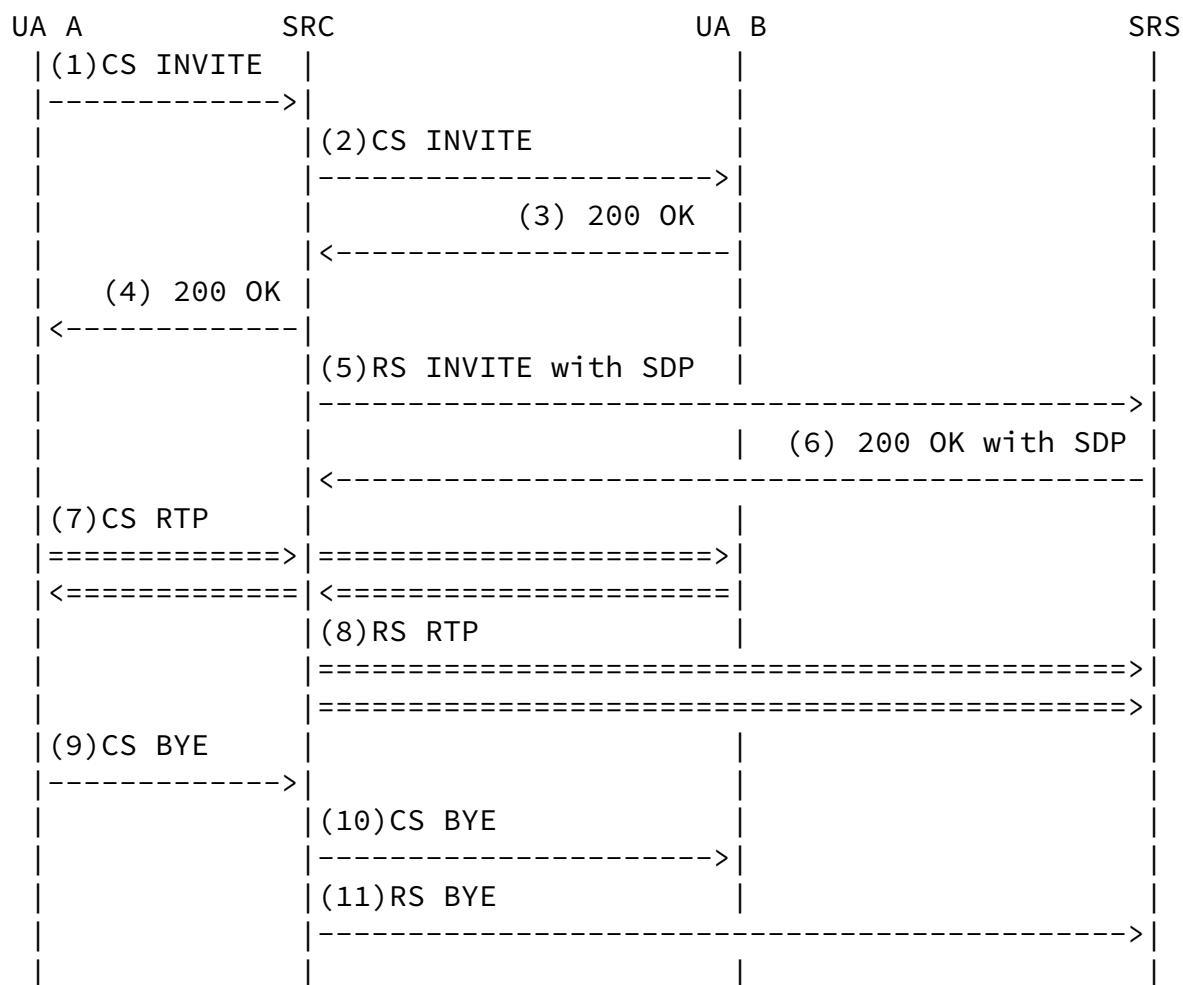 UA A SRC UA B SRS
(1)CS INVITE
(2)CS INVITE
(3) 200 OK
(4) 200 OK
(5)RS INVITE with SDP
(6) 200 OK with SDP
(7)CS RTP
(8)RS RTP
(9)CS BYE
(10)CS BYE
(11)RS BYE